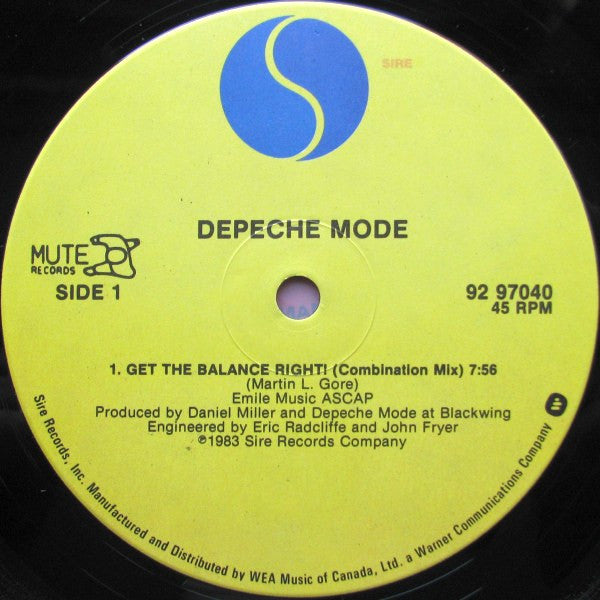 SIRE
DEPECHE MODE
MUTE
RECORDS
SIDE 1
92 97040
45 RPM
1. GET THE BALANCE RIGHT! (Combination Mix) 7:56
(Martin L. Gore)
Emile Music ASCAP
Produced by Daniel Miller and Depeche Mode at Blackwing
Engineered by Eric Radcliffe and John Fryer
℗1983 Sire Records Company
Sire Records, Inc. Manufactured and Distributed by WEA Music of Canada, Ltd. a Warner Communications Company